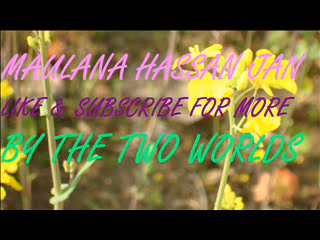 MAULANA HASSAN JAN
LIKE & SUBSCRIBE FOR MORE
BY THE TWO WORLDS